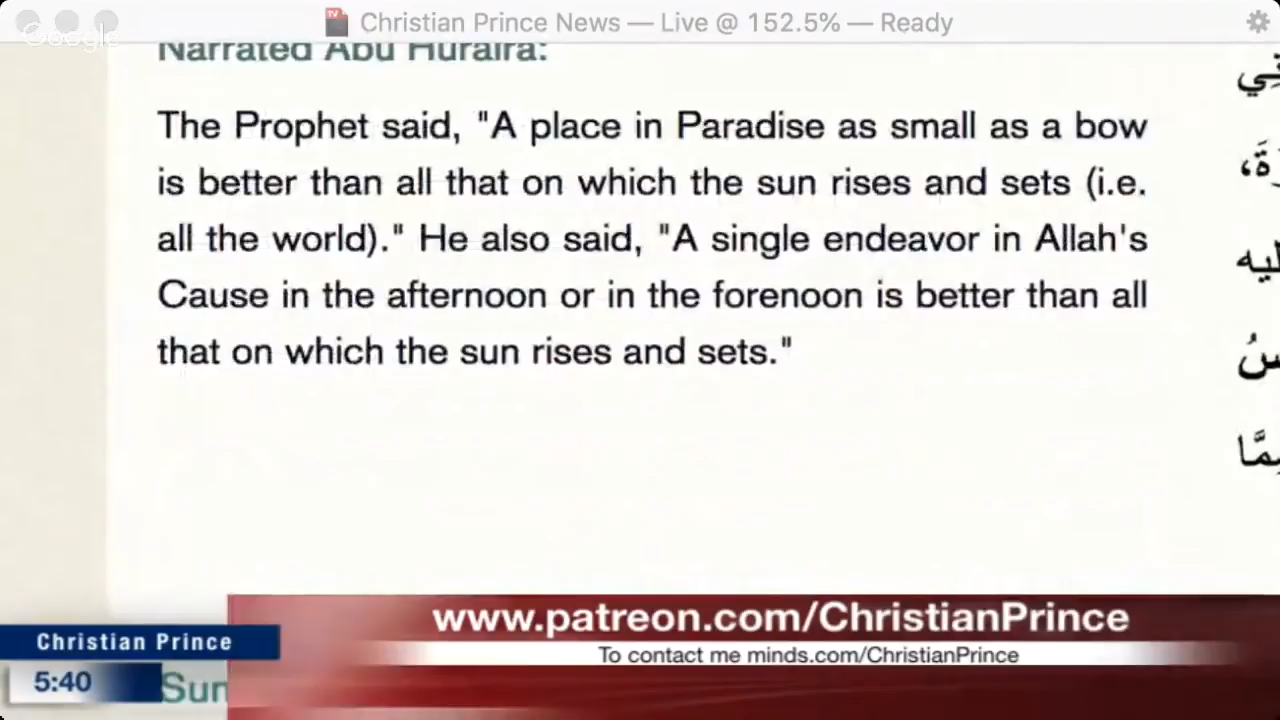 Christian Prince News — Live @ 152.5% — Ready
Google
Narrated Abu Huraira:
The Prophet said, "A place in Paradise as small as a bow
is better than all that on which the sun rises and sets (i.e.
all the world)." He also said, "A single endeavor in Allah's
Cause in the afternoon or in the forenoon is better than all
that on which the sun rises and sets."
www.patreon.com/ChristianPrince
Christian Prince
To contact me minds.com/ChristianPrince
5:40
Sun